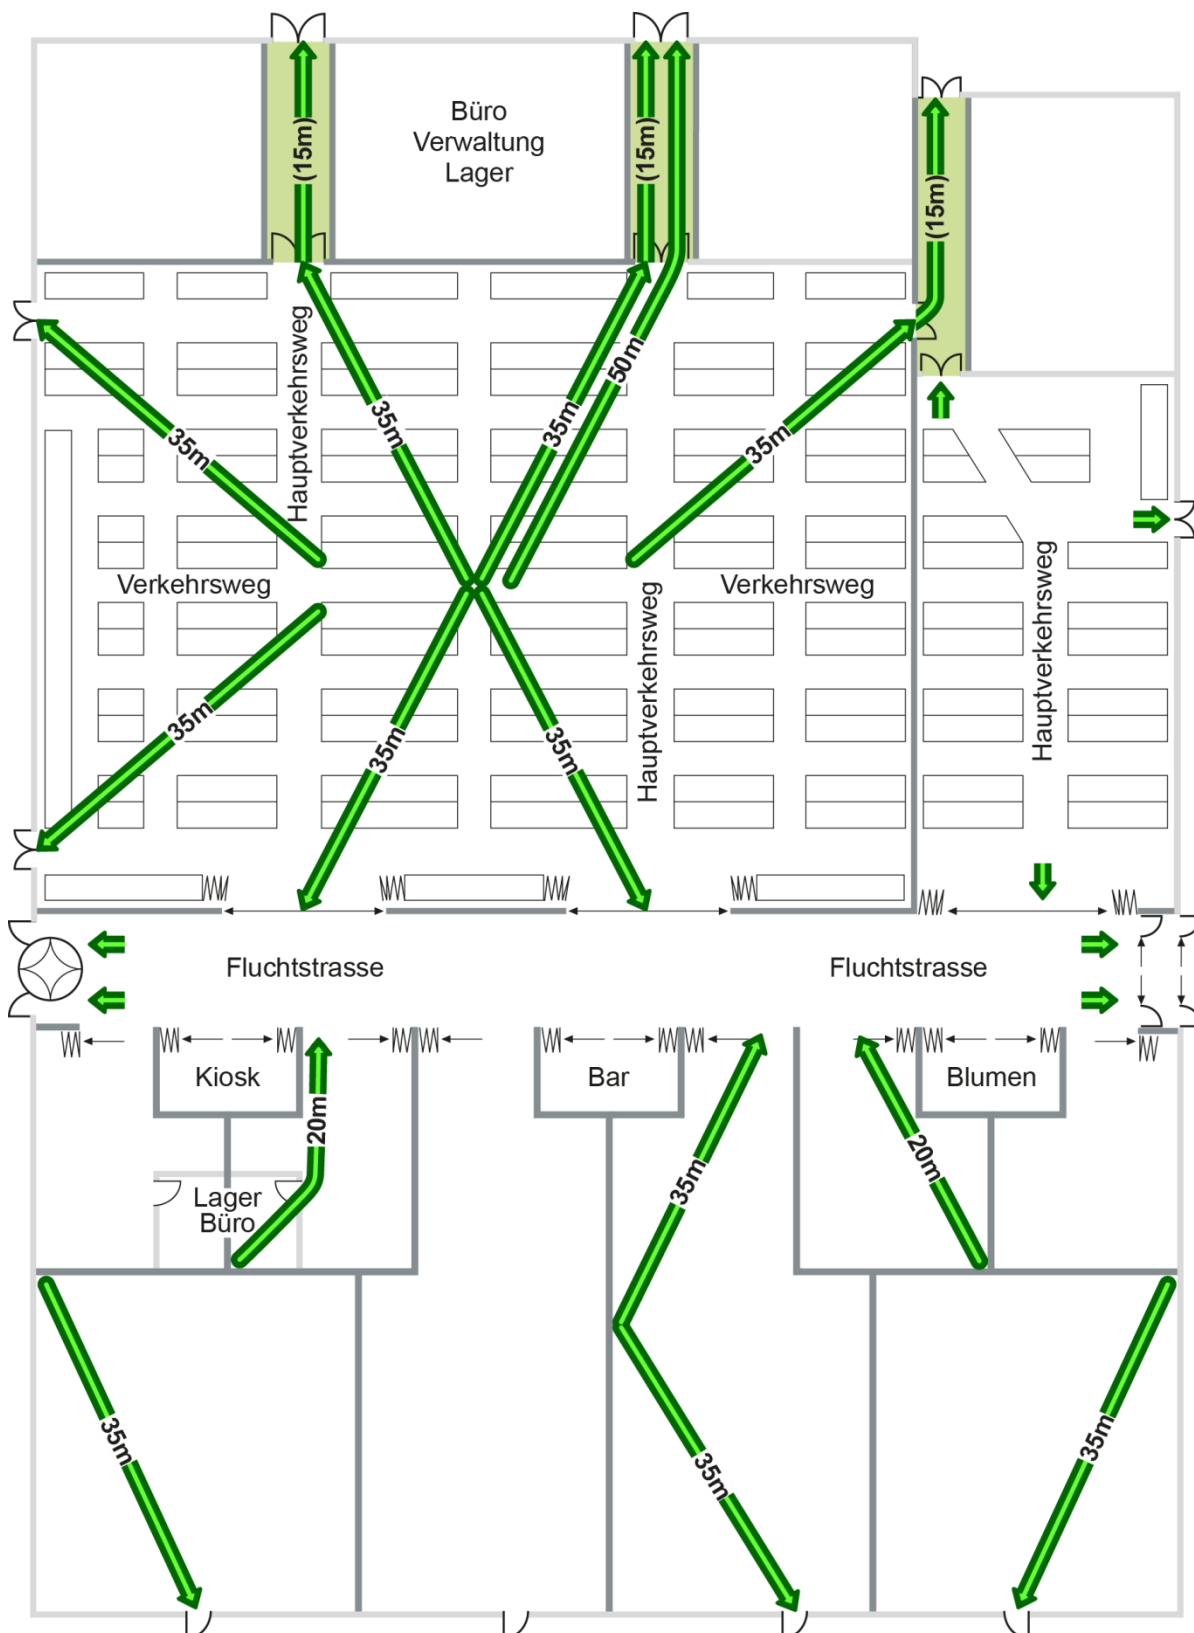 Büro
Verwaltung
Lager
(15m)
(15m)
(15m)
Hauptverkehrsweg
50m
35m
35m
35m
35m
Verkehrsweg
Verkehrsweg
Hauptverkehrsweg
Hauptverkehrsweg
35m
35m
35m
Fluchtstrasse
Fluchtstrasse
Kiosk
Bar
Blumen
20m
20m
35m
Lager
Büro
35m
35m
35m